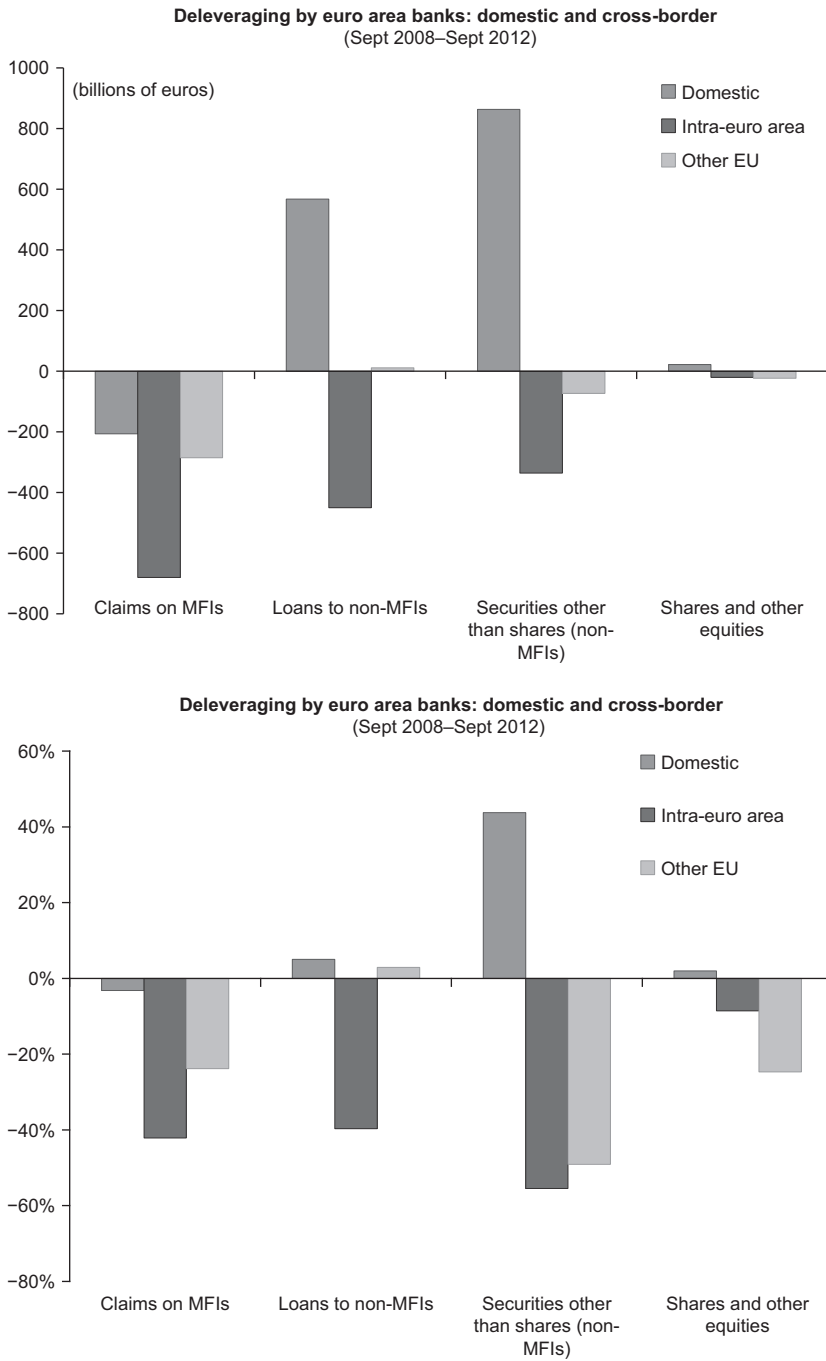 Deleveraging by euro area banks: domestic and cross-border
(Sept 2008–Sept 2012)
1000
(billions of euros)
Domestic
800
Intra-euro area
Other EU
600
400
200
0
−200
−400
−600
−800
Claims on MFIs
Loans to non-MFIs
Securities other
than shares (non-
MFIs)
Shares and other
equities
Deleveraging by euro area banks: domestic and cross-border
(Sept 2008–Sept 2012)
60%
Domestic
Intra-euro area
40%
Other EU
20%
0%
−20%
−40%
−60%
−80%
Claims on MFIs
Loans to non-MFIs
Securities other
than shares (non-
MFIs)
Shares and other
equities